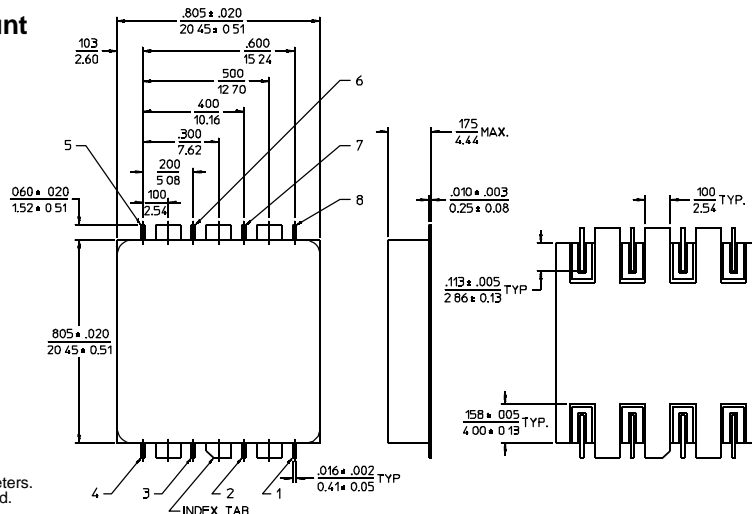 unt
.805± .020
20 45± 0 51
103
2.60
.600
15 24
500
12 70
6
400
10.16
5
.300
7.62
7
175
4.44 MAX.
200
5 08
060± 020
1.52± 0 51
100
2.54
8
.010± .003
0.25± 0.08
100
2.54 TYP.
.113± .005
2 86± 0.13 TYP
805± .020
20 45± 0.51
158± 005
4 00± 0 13 TYP.
eters.
d.
4
3
2
1
.016± .002
0.41± 0.05 TYP
INDEX TAB